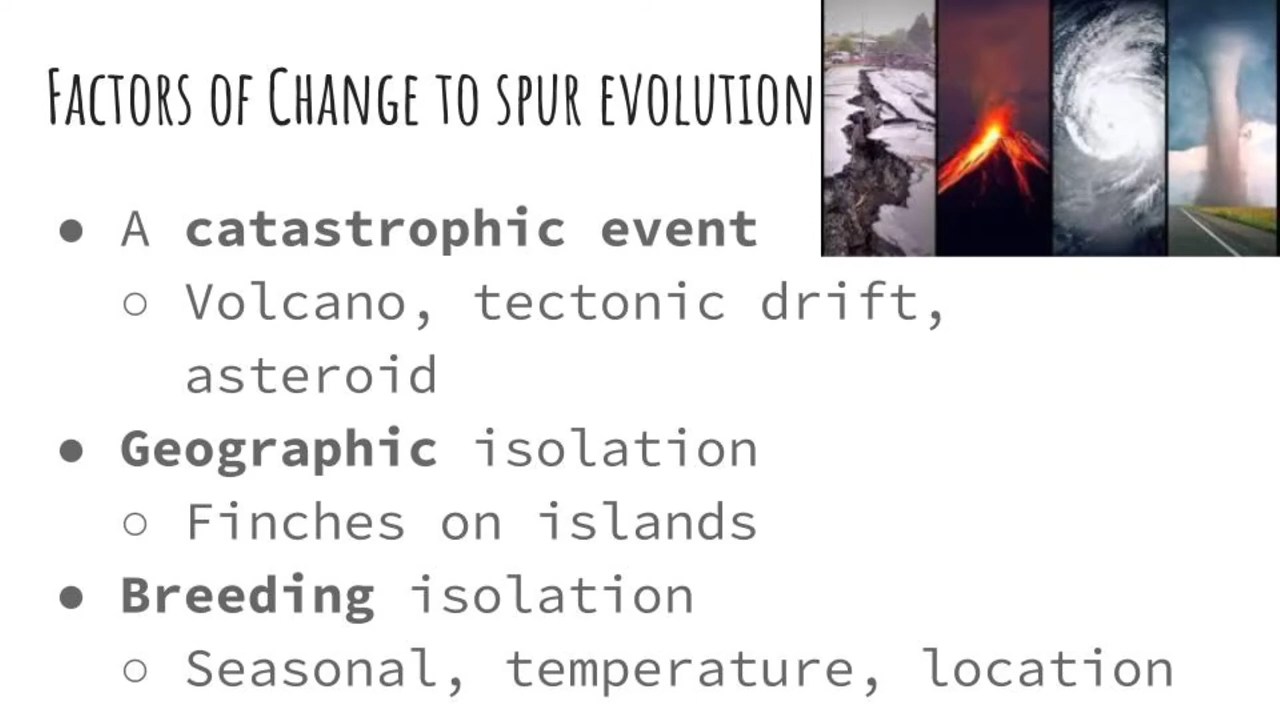 Factors of Change to spur evolution
● A catastrophic event
○ Volcano, tectonic drift,
asteroid
● Geographic isolation
○ Finches on islands
● Breeding isolation
○ Seasonal, temperature, location